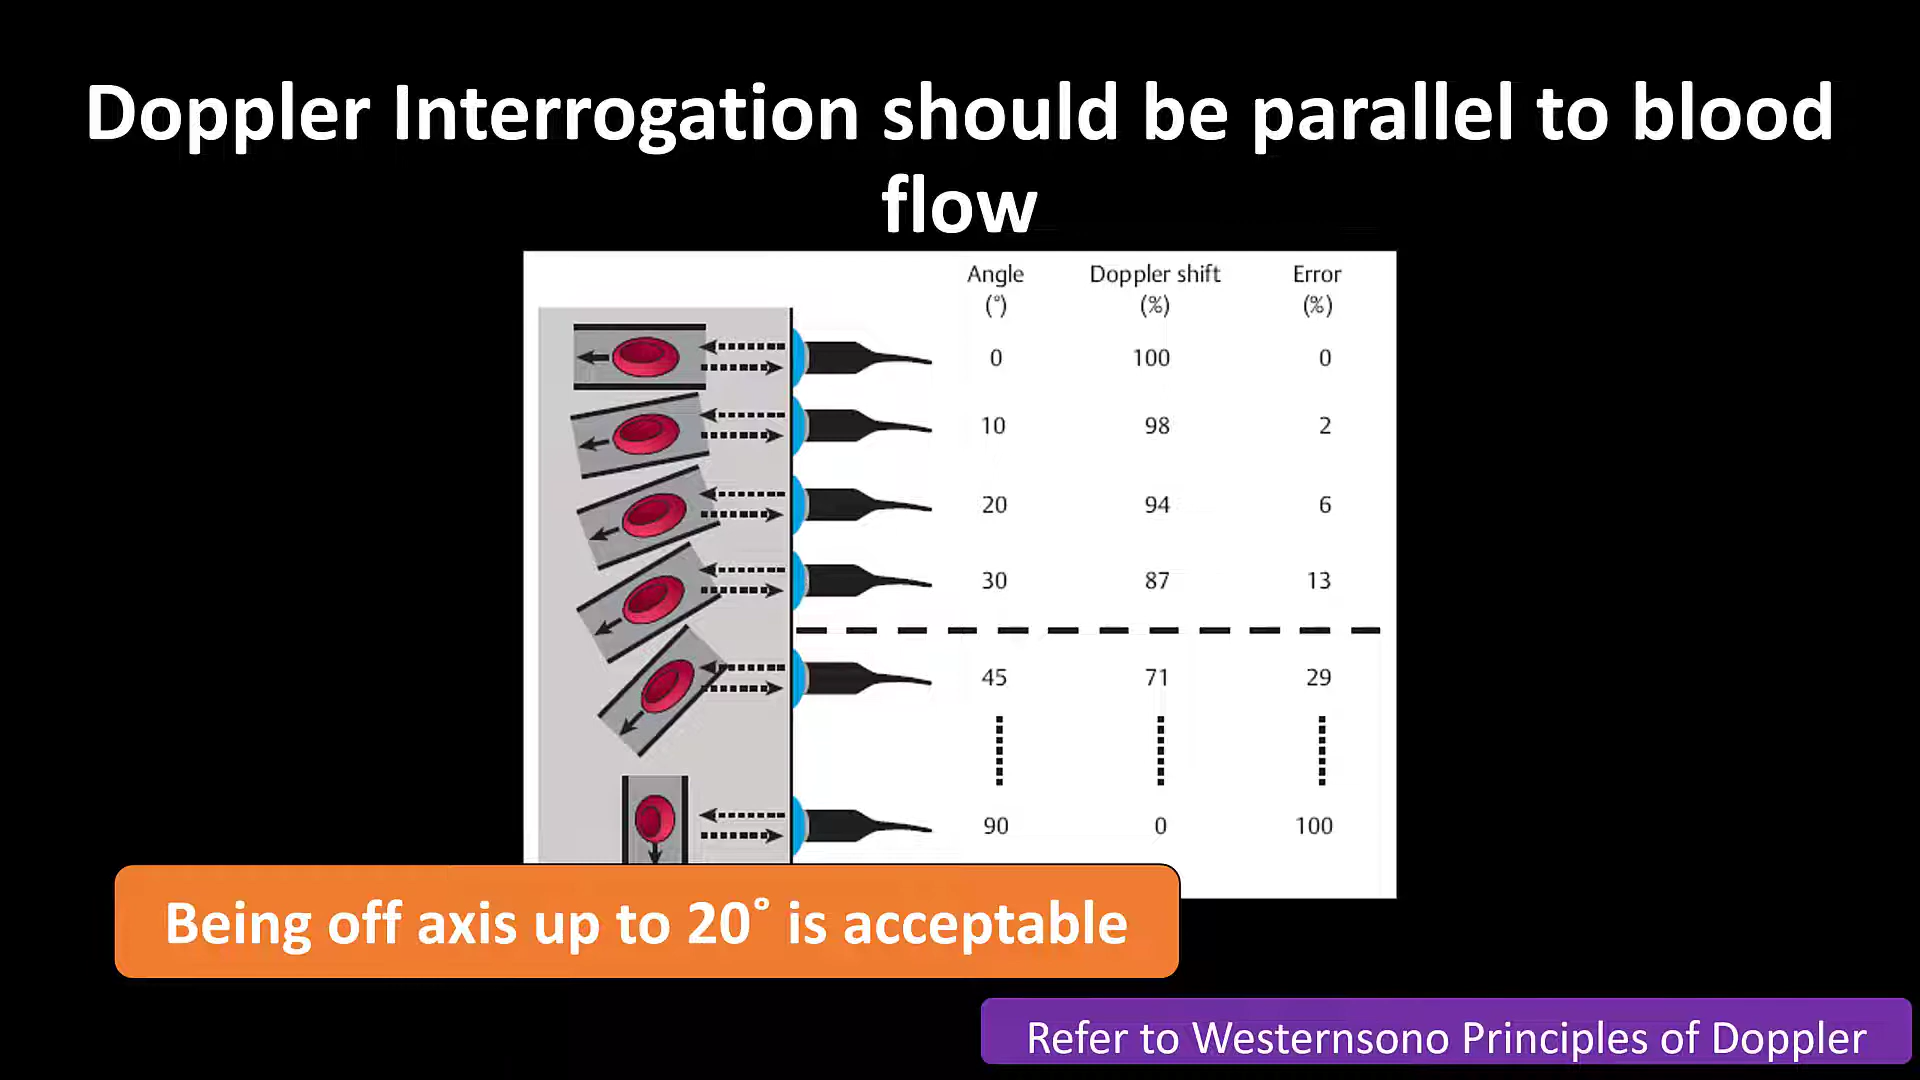 Doppler Interrogation should be parallel to blood
flow
Angle Doppler shift Error
(°) (%) (%)
0 100 0
10 98 2
20 94 6
30 87 13
45 71 29
90 0 100
Being off axis up to 20˚ is acceptable
Refer to Westernsono Principles of Doppler